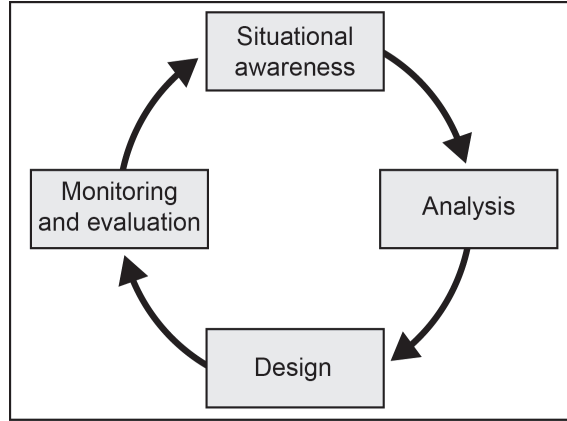 Situational
awareness
Analysis
Design
Monitoring
and evaluation